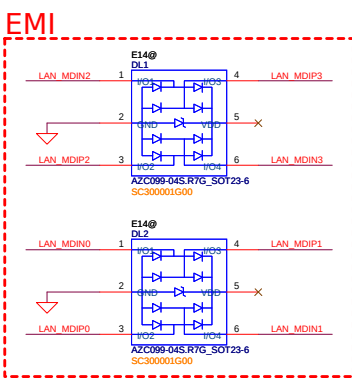 EMI
E14@
DL1
LAN_MDIN2 1 I/O1 I/O3 4 LAN_MDIP3
2 GND VDD 5
LAN_MDIP2 3 I/O2 I/O4 6 LAN_MDIN3
AZC099-04S.R7G_SOT23-6
SC300001G00
E14@
DL2
LAN_MDIN0 1 I/O1 I/O3 4 LAN_MDIP1
2 GND VDD 5
LAN_MDIP0 3 I/O2 I/O4 6 LAN_MDIN1
AZC099-04S.R7G_SOT23-6
SC300001G00